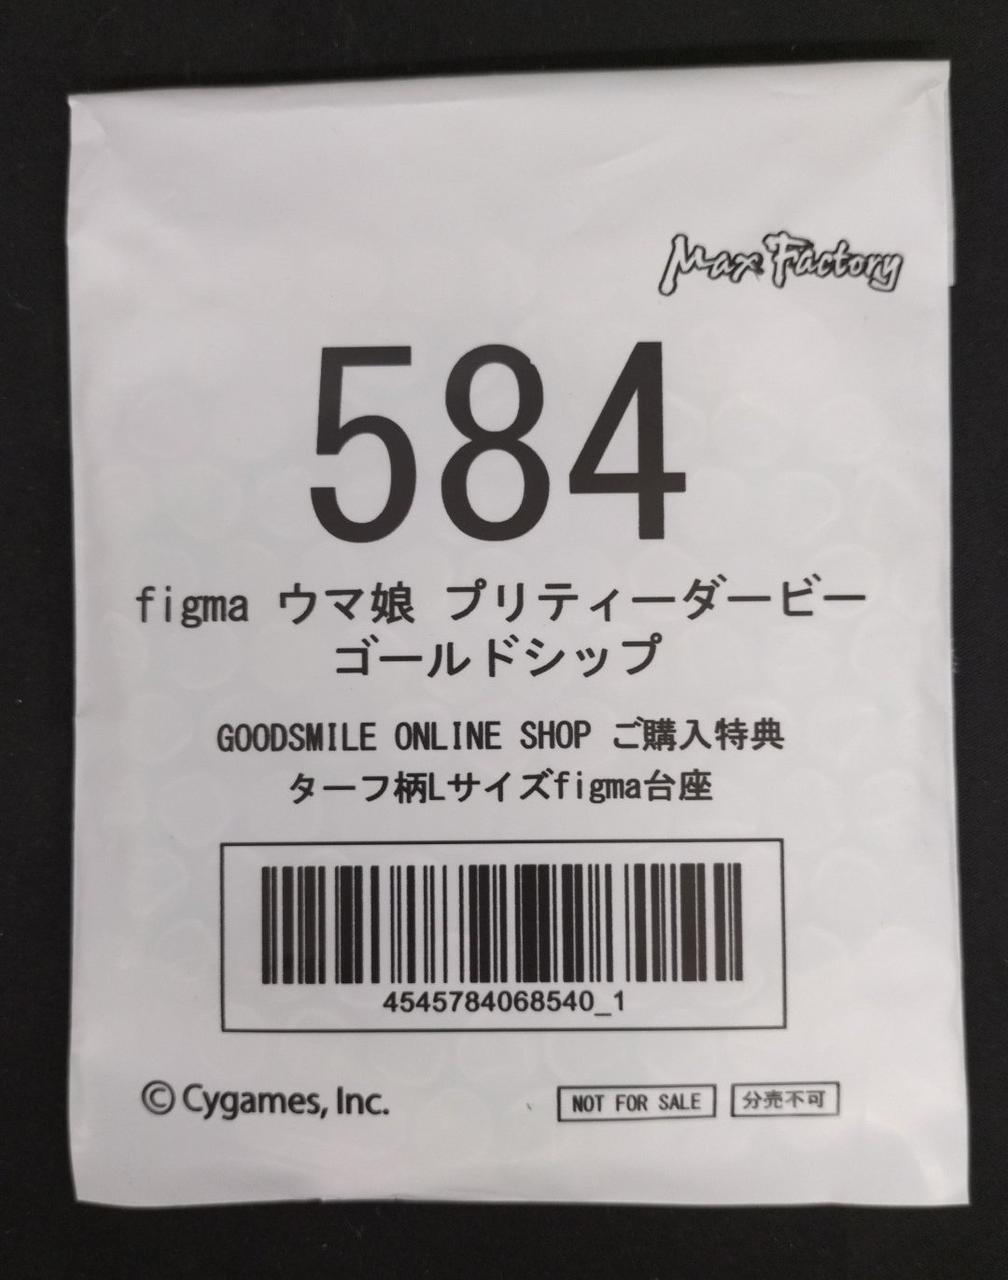 Max Factory
584
figma ウマ娘 プリティーダービー
ゴールドシップ
GOODSMILE ONLINE SHOP ご購入特典
ターフ柄Lサイズfigma台座
4545784068540_1
© Cygames, Inc.
NOT FOR SALE 分売不可